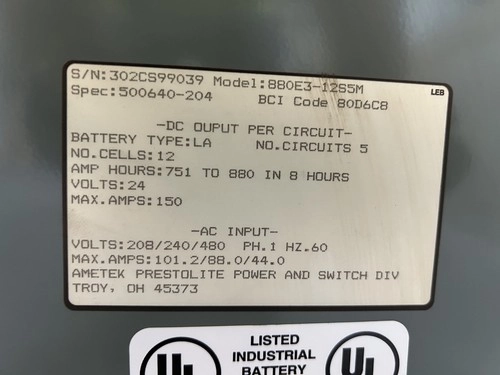 S/N:302CS99039 Model:880E3-12S5M
Spec:500640-204 BCI Code 80D6C8
LEB
-DC OUPUT PER CIRCUIT-
BATTERY TYPE:LA NO.CIRCUITS 5
NO.CELLS:12
AMP HOURS:751 TO 880 IN 8 HOURS
VOLTS:24
MAX.AMPS:150
-AC INPUT-
VOLTS:208/240/480 PH.1 HZ.60
MAX.AMPS:101.2/88.0/44.0
AMETEK PRESTOLITE POWER AND SWITCH DIV
TROY, OH 45373
UL LISTED UL
INDUSTRIAL
BATTERY